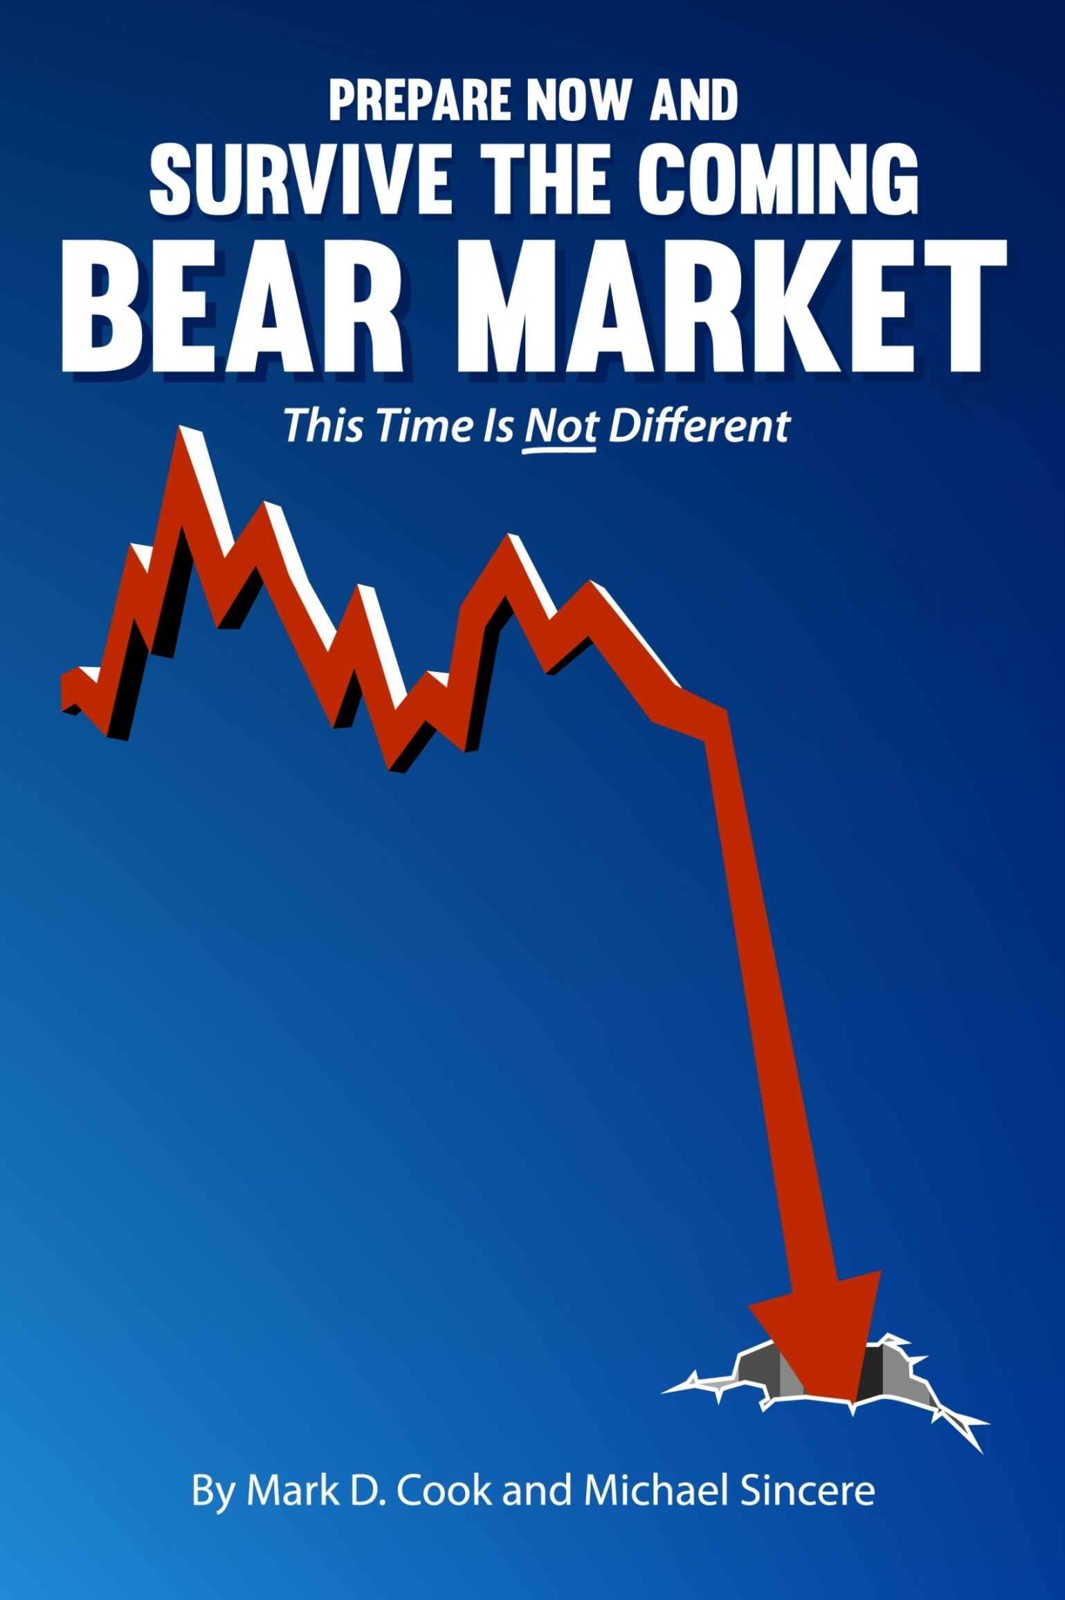 PREPARE NOW AND
SURVIVE THE COMING
BEAR MARKET
This Time Is Not Different
By Mark D. Cook and Michael Sincere